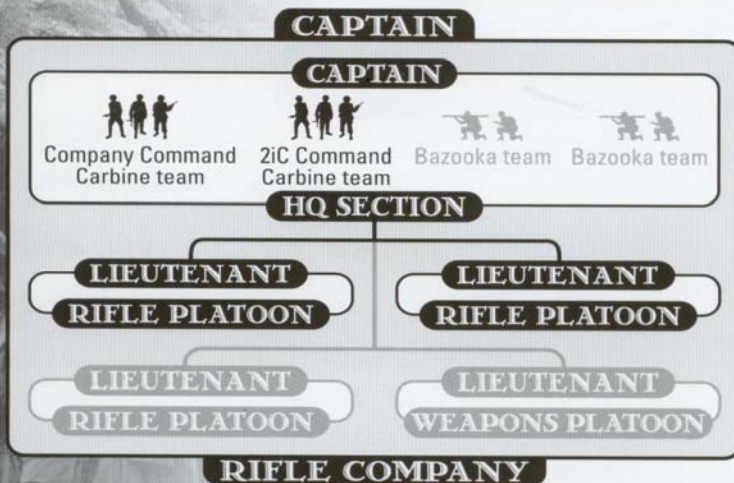 CAPTAIN
CAPTAIN
Company Command
Carbine team
2iC Command
Carbine team
Bazooka team
Bazooka team
HQ SECTION
LIEUTENANT
RIFLE PLATOON
LIEUTENANT
RIFLE PLATOON
LIEUTENANT
RIFLE PLATOON
LIEUTENANT
WEAPONS PLATOON
RIFLE COMPANY